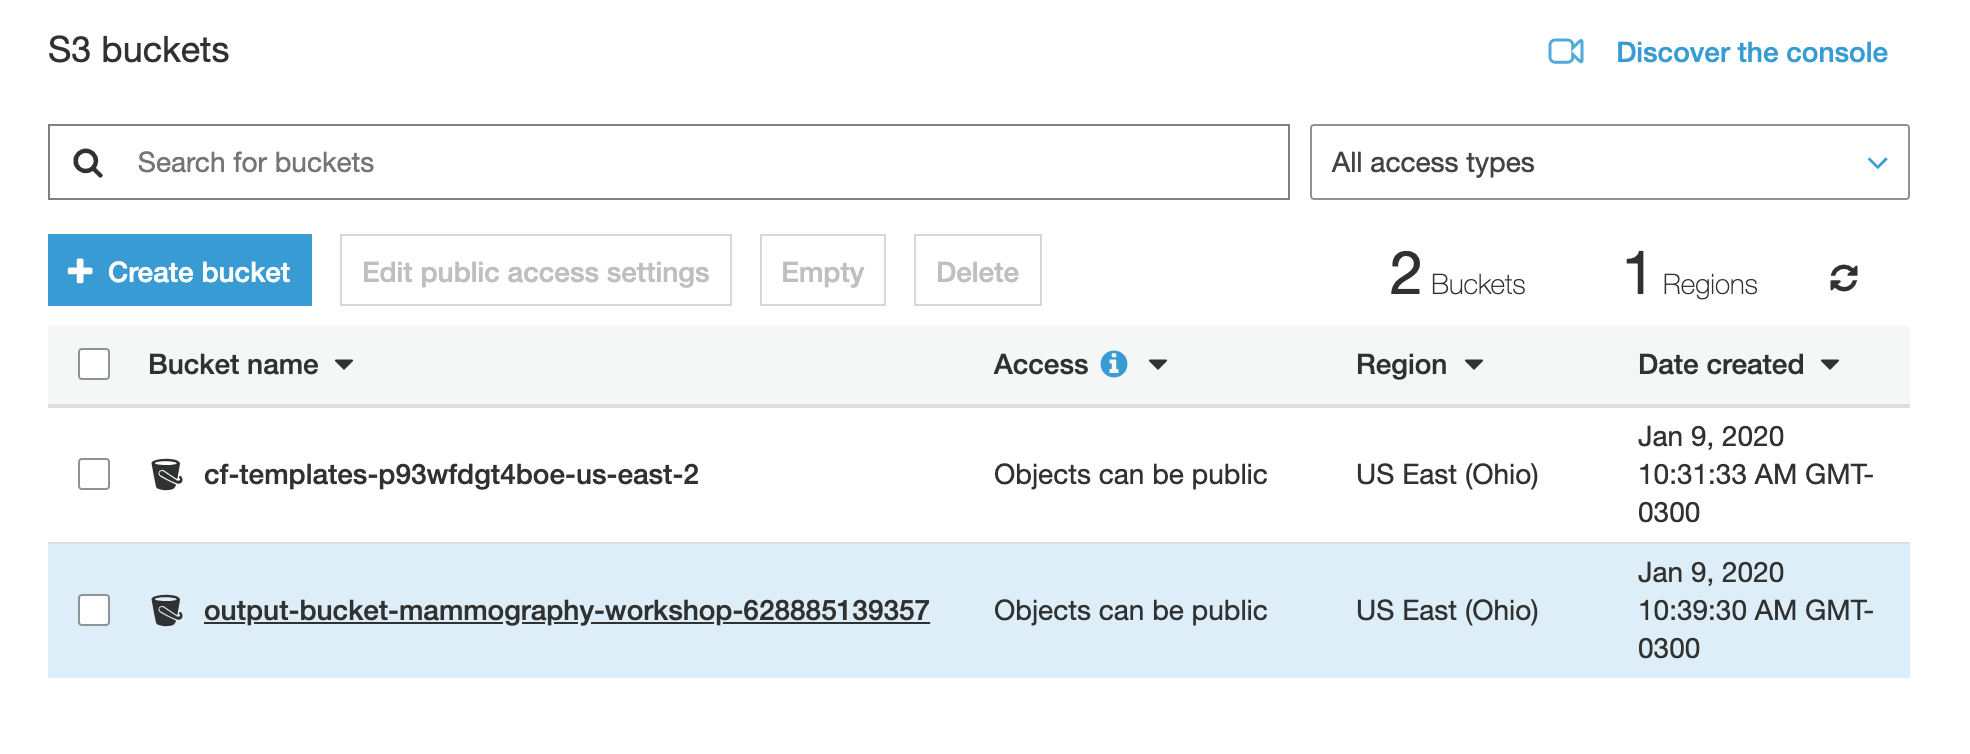 S3 buckets
Discover the console
Search for buckets
All access types
Create bucket
Edit public access settings
Empty
Delete
2 Buckets
1 Regions
Bucket name
Access
Region
Date created
cf-templates-p93wfdgt4boe-us-east-2
Objects can be public
US East (Ohio)
Jan 9, 2020
10:31:33 AM GMT-
0300
output-bucket-mammography-workshop-628885139357
Objects can be public
US East (Ohio)
Jan 9, 2020
10:39:30 AM GMT-
0300